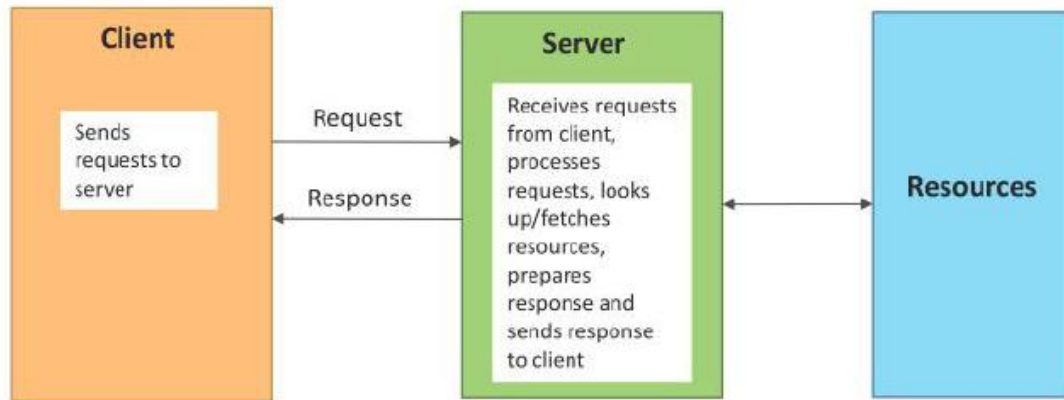 Client
Sends
requests to
server
Request
Response
Server
Receives requests
from client,
processes
requests, looks
up/fetches
resources,
prepares
response and
sends response
to client
Resources